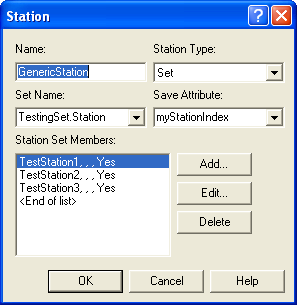 Station
Name:
Station Type:
GenericStation
Set
Set Name:
Save Attribute:
TestingSet.Station
myStationIndex
Station Set Members:
TestStation1, , , Yes
TestStation2, , , Yes
TestStation3, , , Yes
<End of list>
Add...
Edit...
Delete
OK
Cancel
Help